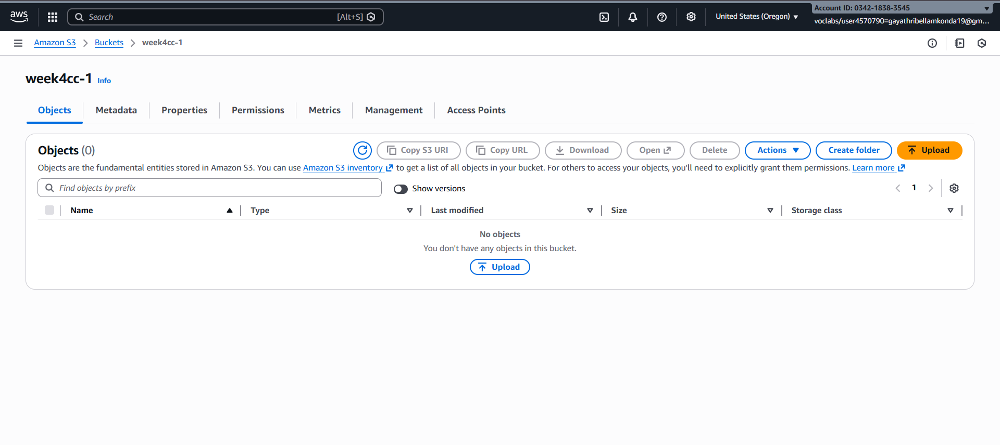 aws
Search [Alt+S]
United States (Oregon)
Account ID: 0342-1838-3545
voclabs/user4570790=gayathribellamkonda19@gm...
Amazon S3 Buckets week4cc-1
week4cc-1 Info
Objects Metadata Properties Permissions Metrics Management Access Points
Objects (0) Copy S3 URI Copy URL Download Open Delete Actions Create folder Upload
Objects are the fundamental entities stored in Amazon S3. You can use Amazon S3 inventory to get a list of all objects in your bucket. For others to access your objects, you'll need to explicitly grant them permissions. Learn more
Find objects by prefix Show versions 1
Name Type Last modified Size Storage class
No objects
You don't have any objects in this bucket.
Upload